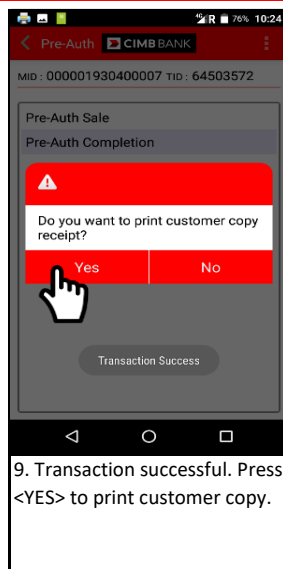 4G R 76% 10:24
Pre-Auth CIMB BANK
MID : 000001930400007 TID : 64503572
Pre-Auth Sale
Pre-Auth Completion
Do you want to print customer copy
receipt?
Yes No
Transaction Success
9. Transaction successful. Press
<YES> to print customer copy.